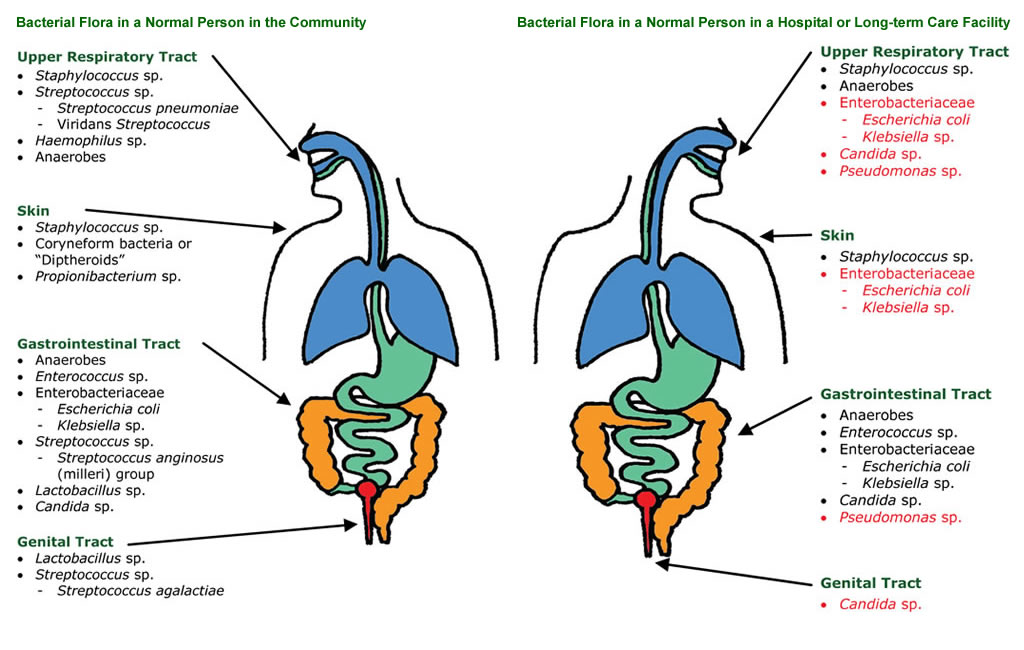 Bacterial Flora in a Normal Person in the Community
Upper Respiratory Tract
• Staphylococcus sp.
• Streptococcus sp.
- Streptococcus pneumoniae
- Viridans Streptococcus
• Haemophilus sp.
• Anaerobes
Skin
• Staphylococcus sp.
• Coryneform bacteria or
“Diptheroids”
• Propionibacterium sp.
Gastrointestinal Tract
• Anaerobes
• Enterococcus sp.
• Enterobacteriaceae
- Escherichia coli
- Klebsiella sp.
• Streptococcus sp.
- Streptococcus anginosus
(milleri) group
• Lactobacillus sp.
• Candida sp.
Genital Tract
• Lactobacillus sp.
• Streptococcus sp.
- Streptococcus agalactiae
Bacterial Flora in a Normal Person in a Hospital or Long-term Care Facility
Upper Respiratory Tract
• Staphylococcus sp.
• Anaerobes
• Enterobacteriaceae
- Escherichia coli
- Klebsiella sp.
• Candida sp.
• Pseudomonas sp.
Skin
• Staphylococcus sp.
• Enterobacteriaceae
- Escherichia coli
- Klebsiella sp.
Gastrointestinal Tract
• Anaerobes
• Enterococcus sp.
• Enterobacteriaceae
- Escherichia coli
- Klebsiella sp.
• Candida sp.
• Pseudomonas sp.
Genital Tract
• Candida sp.